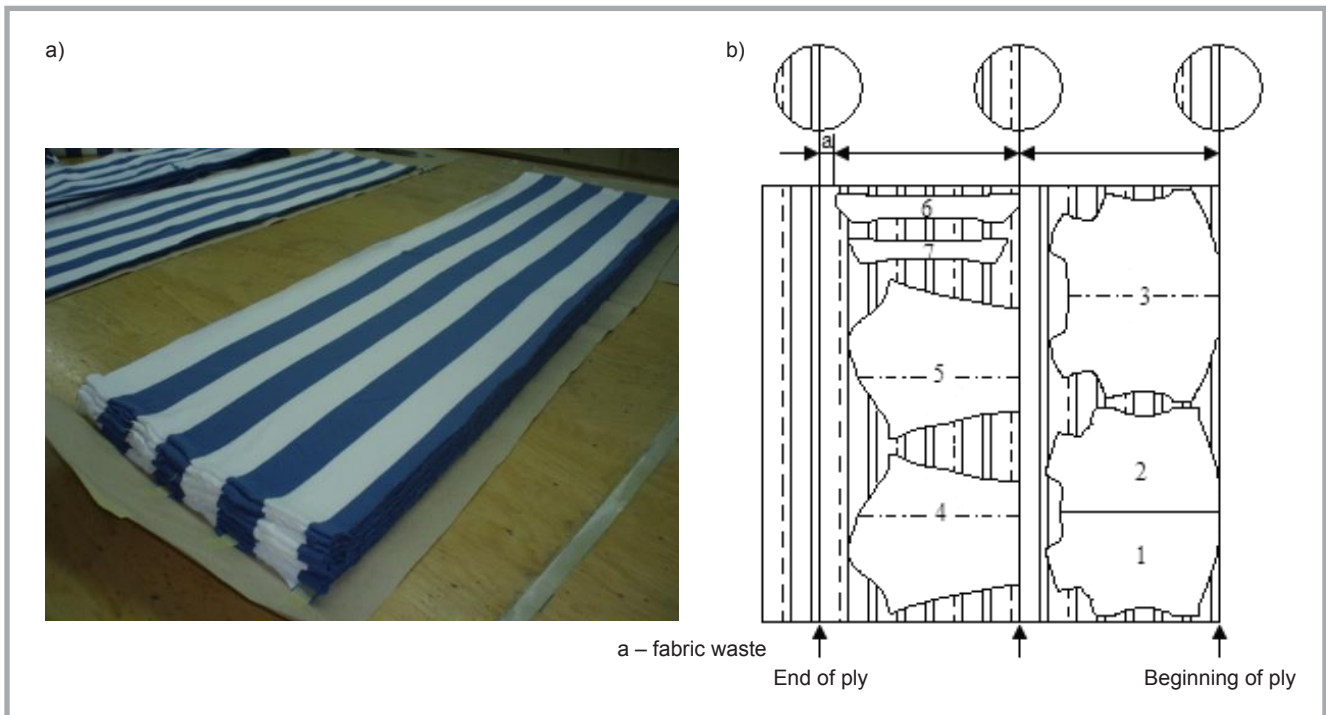 a)
b)
a
6
7
3
5
2
4
1
a – fabric waste
End of ply
Beginning of ply